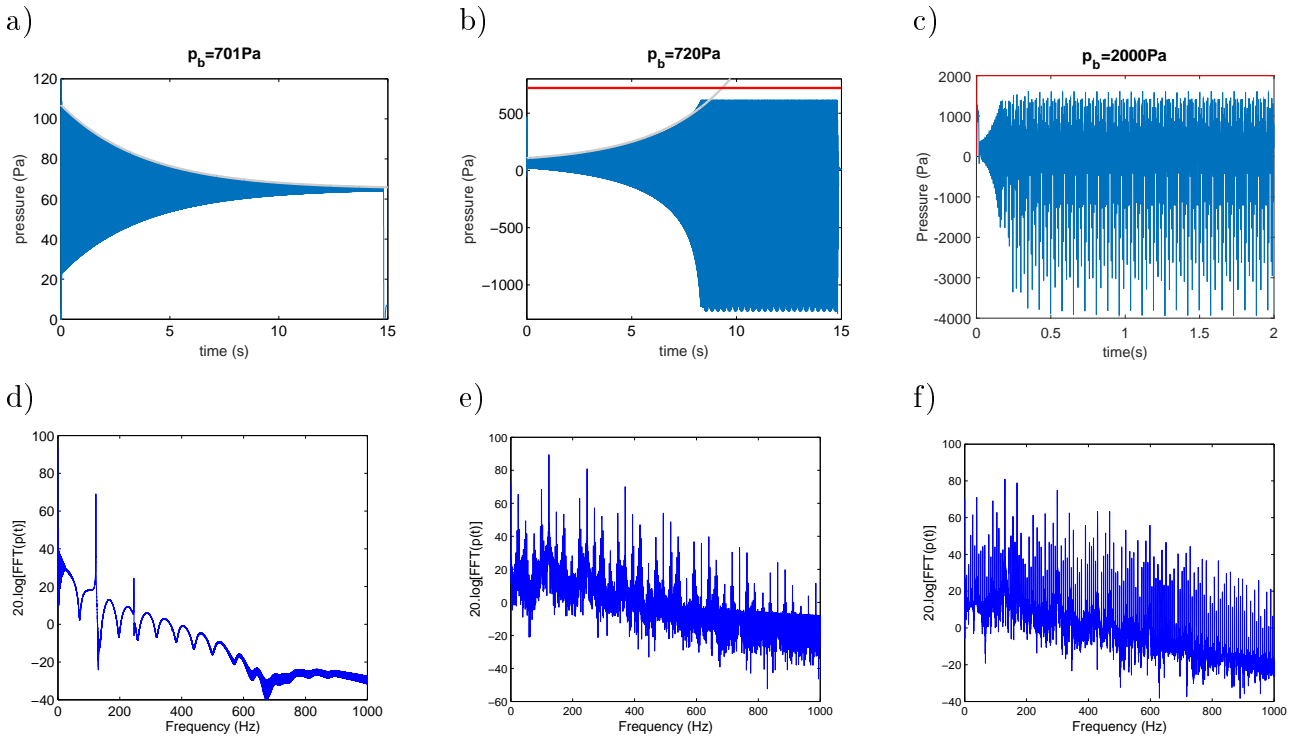 a)
p_b=701Pa
120
100
80
60
40
20
0
pressure (Pa)
0 5 10 15
time (s)
b)
p_b=720Pa
500
0
−500
−1000
pressure (Pa)
0 5 10 15
time (s)
c)
p_b=2000Pa
2000
1000
0
-1000
-2000
-3000
-4000
Pressure (Pa)
0 0.5 1 1.5 2
time(s)
d)
100
80
60
40
20
0
−20
−40
20.log[FFT(p(t)]
0 200 400 600 800 1000
Frequency (Hz)
e)
100
80
60
40
20
0
−20
−40
−60
20.log[FFT(p(t)]
0 200 400 600 800 1000
Frequency (Hz)
f)
100
80
60
40
20
0
−20
−40
20.log[FFT(p(t)]
0 200 400 600 800 1000
Frequency (Hz)